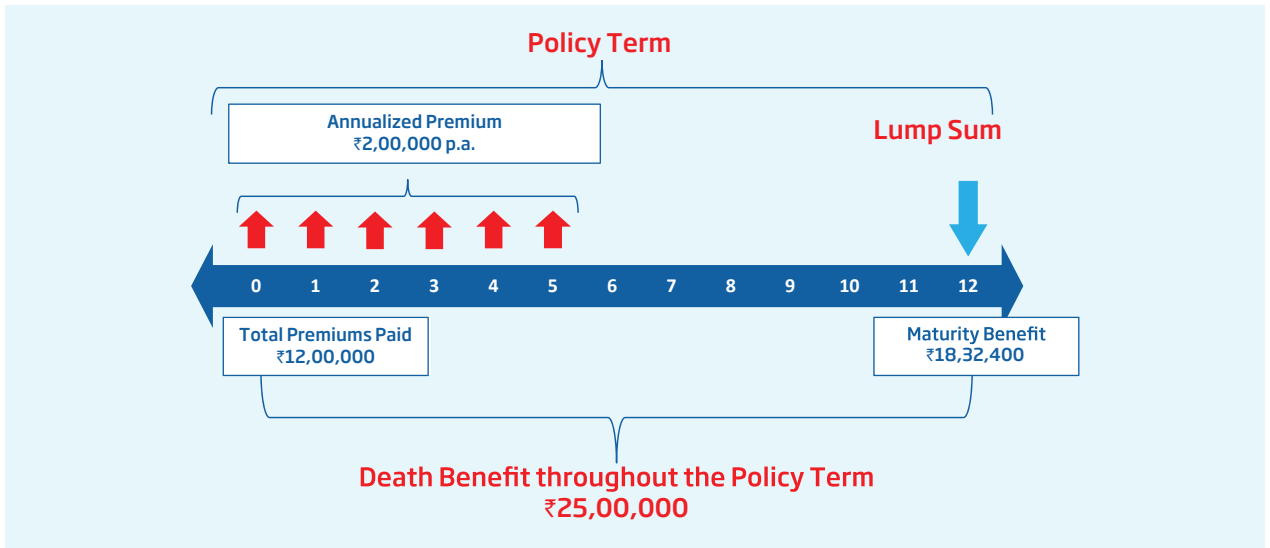 Policy Term
Annualized Premium
₹2,00,000 p.a.
Lump Sum
0 1 2 3 4 5 6 7 8 9 10 11 12
Total Premiums Paid
₹12,00,000
Maturity Benefit
₹18,32,400
Death Benefit throughout the Policy Term
₹25,00,000